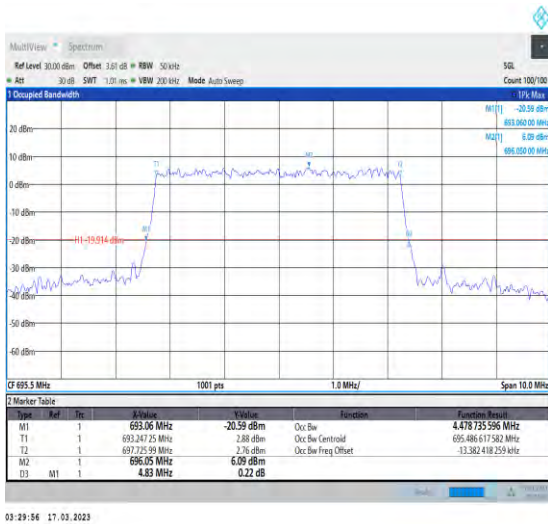 MultiView Spectrum
Ref Level 30.00 dBm Offset 3.61 dB RBW 50 kHz SGL
Att 30 dB SWT 1.01 ms VBW 200 kHz Mode Auto Sweep Count 100/100
1 Occupied Bandwidth 1Pk Max
M1[1] -20.59 dBm
693.060 00 MHz
20 dBm
M2[1] 6.09 dBm
696.050 00 MHz
10 dBm
T1 M2 T2
0 dBm
-10 dBm
M1
-20 dBm
H1 -19.914 dBm
-30 dBm
-40 dBm
-50 dBm
-60 dBm
CF 695.5 MHz 1001 pts 1.0 MHz/ Span 10.0 MHz
2 Marker Table
Type Ref Trc X-Value Y-Value Function Function Result
M1 1 693.06 MHz -20.59 dBm Occ Bw 4.478 735 596 MHz
T1 1 693.247 25 MHz 2.88 dBm Occ Bw Centroid 695.486 617 582 MHz
T2 1 697.725 99 MHz 2.76 dBm Occ Bw Freq Offset -13.382 418 259 kHz
M2 1 696.05 MHz 6.09 dBm
D3 M1 1 4.83 MHz 0.22 dB
03:29:56 17.03.2023